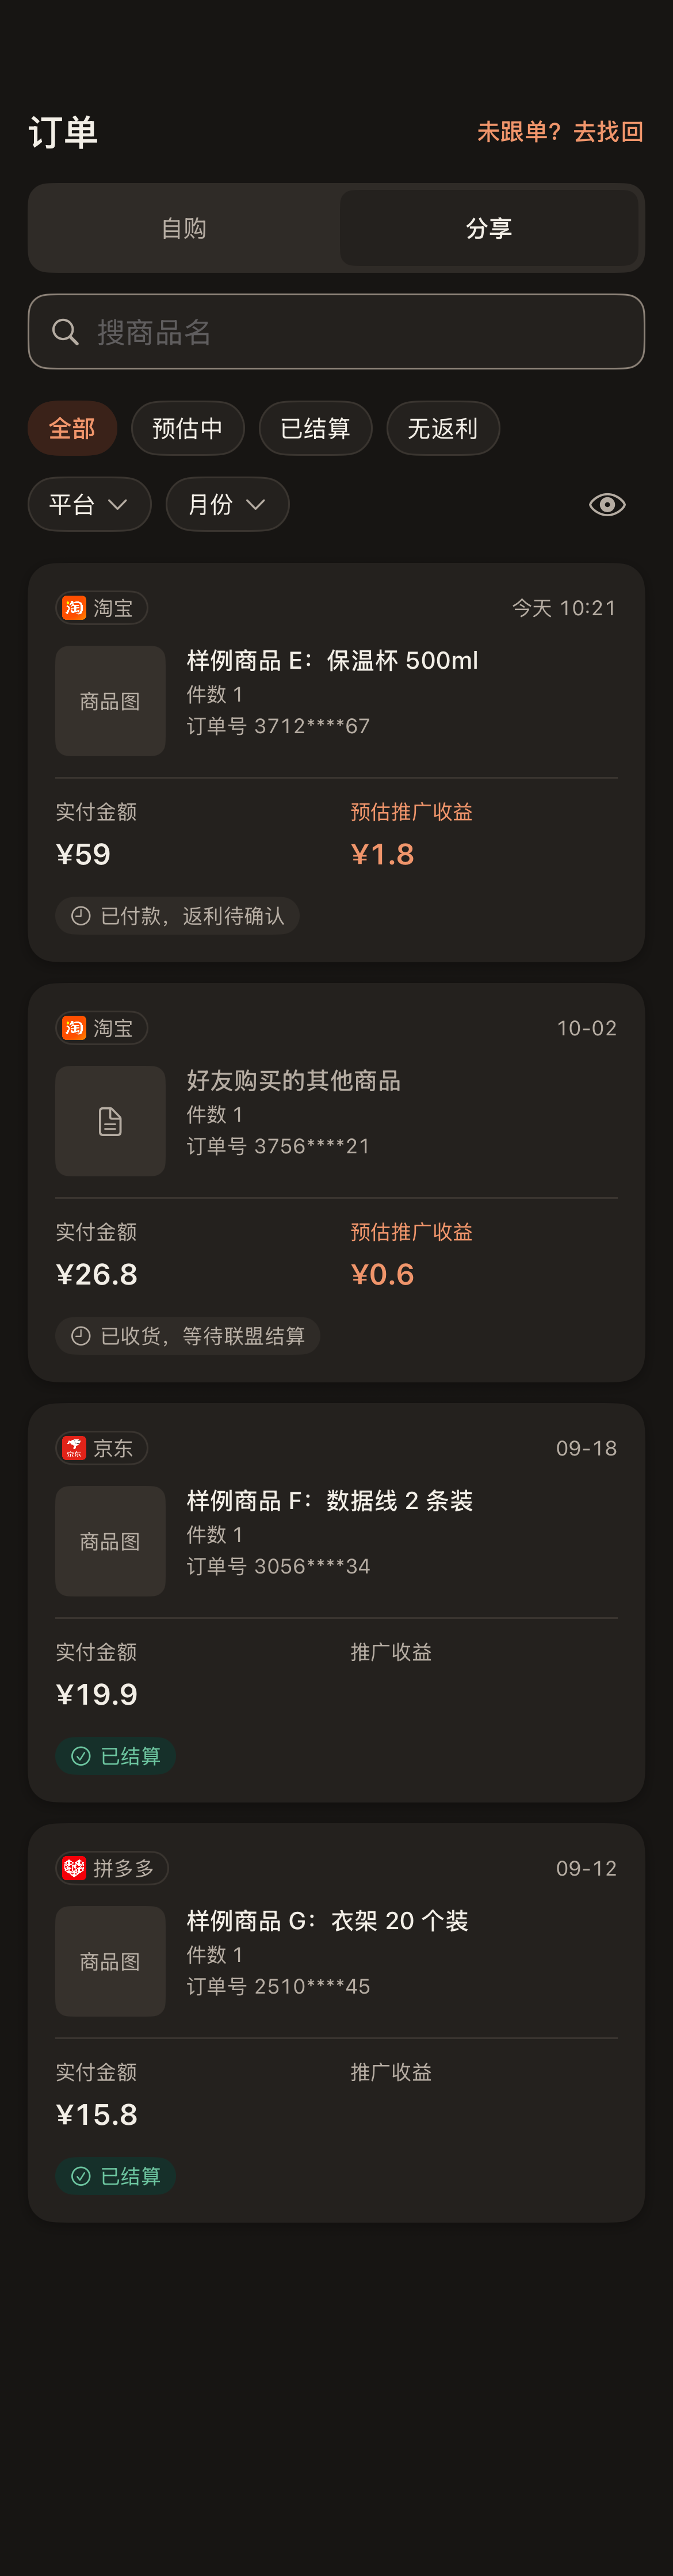 订单
未跟单？去找回
自购
分享
搜商品名
全部
预估中
已结算
无返利
平台
月份
淘 淘宝
今天 10:21
商品图
样例商品 E：保温杯 500ml
件数 1
订单号 3712****67
实付金额
预估推广收益
¥59
¥1.8
已付款，返利待确认
淘 淘宝
10-02
好友购买的其他商品
件数 1
订单号 3756****21
实付金额
预估推广收益
¥26.8
¥0.6
已收货，等待联盟结算
京东 京东
09-18
商品图
样例商品 F：数据线 2 条装
件数 1
订单号 3056****34
实付金额
推广收益
¥19.9
已结算
拼多多
09-12
商品图
样例商品 G：衣架 20 个装
件数 1
订单号 2510****45
实付金额
推广收益
¥15.8
已结算